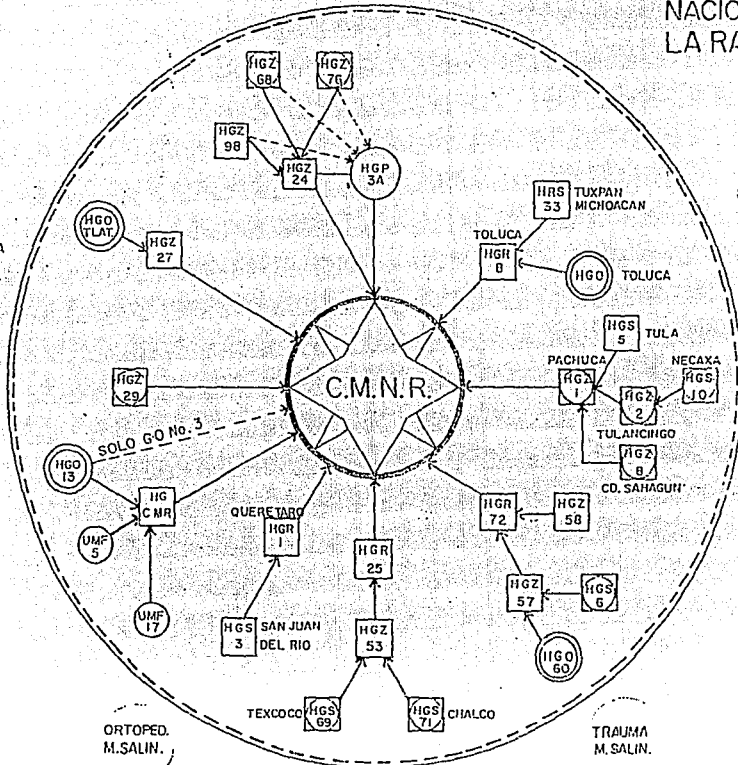 NACIO
LA RA
HGZ
68
HGZ
76
HGZ
98
HGZ
24
HGP
3A
HRS
33
TUXPAN
MICHOACAN
TOLUCA
HGR
8
HGO
TOLUCA
HGO
TLAT.
HGZ
27
A
HGS
5
TULA
PACHUCA
HGZ
1
NECAXA
HGS
10
HGZ
2
TULANCINGO
HGZ
8
CD. SAHAGUN
C.M.N.R.
HGZ
29
SOLO G·O No. 3
HGO
13
HG
CMR
UMF
5
UMF
17
QUERETARO
HGR
1
HGS
3
SAN JUAN
DEL RIO
HGR
25
HGZ
53
TEXCOCO
HGS
69
HGS
71
CHALCO
HGR
72
HGZ
58
HGZ
57
HGS
6
HGO
60
ORTOPED.
M.SALIN.
TRAUMA
M.SALIN.